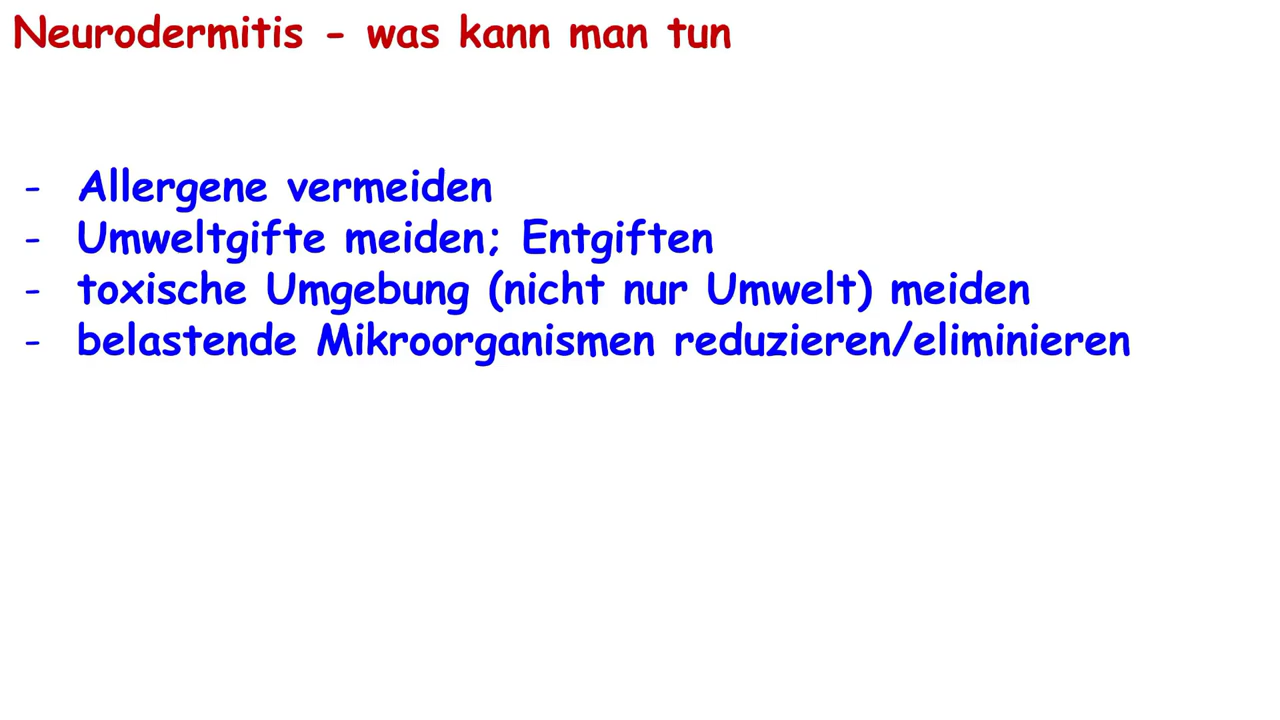 Neurodermitis - was kann man tun
- Allergene vermeiden
- Umweltgifte meiden; Entgiften
- toxische Umgebung (nicht nur Umwelt) meiden
- belastende Mikroorganismen reduzieren/eliminieren